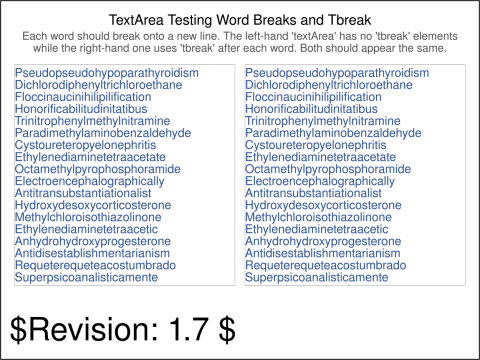 TextArea Testing Word Breaks and Tbreak
Each word should break onto a new line. The left-hand 'textArea' has no 'tbreak' elements
while the right-hand one uses 'tbreak' after each word. Both should appear the same.
Pseudopseudohypoparathyroidism
Dichlorodiphenyltrichloroethane
Floccinaucinihilipilification
Honorificabilitudinitatibus
Trinitrophenylmethylnitramine
Paradimethylaminobenzaldehyde
Cystoureteropyelonephritis
Ethylenediaminetetraacetate
Octamethylpyrophosphoramide
Electroencephalographically
Antitransubstantiationalist
Hydroxydesoxycorticosterone
Methylchloroisothiazolinone
Ethylenediaminetetraacetic
Anhydrohydroxyprogesterone
Antidisestablishmentarianism
Requeterequeteacostumbrado
Superpsicoanalisticamente
Pseudopseudohypoparathyroidism
Dichlorodiphenyltrichloroethane
Floccinaucinihilipilification
Honorificabilitudinitatibus
Trinitrophenylmethylnitramine
Paradimethylaminobenzaldehyde
Cystoureteropyelonephritis
Ethylenediaminetetraacetate
Octamethylpyrophosphoramide
Electroencephalographically
Antitransubstantiationalist
Hydroxydesoxycorticosterone
Methylchloroisothiazolinone
Ethylenediaminetetraacetic
Anhydrohydroxyprogesterone
Antidisestablishmentarianism
Requeterequeteacostumbrado
Superpsicoanalisticamente
$Revision: 1.7 $